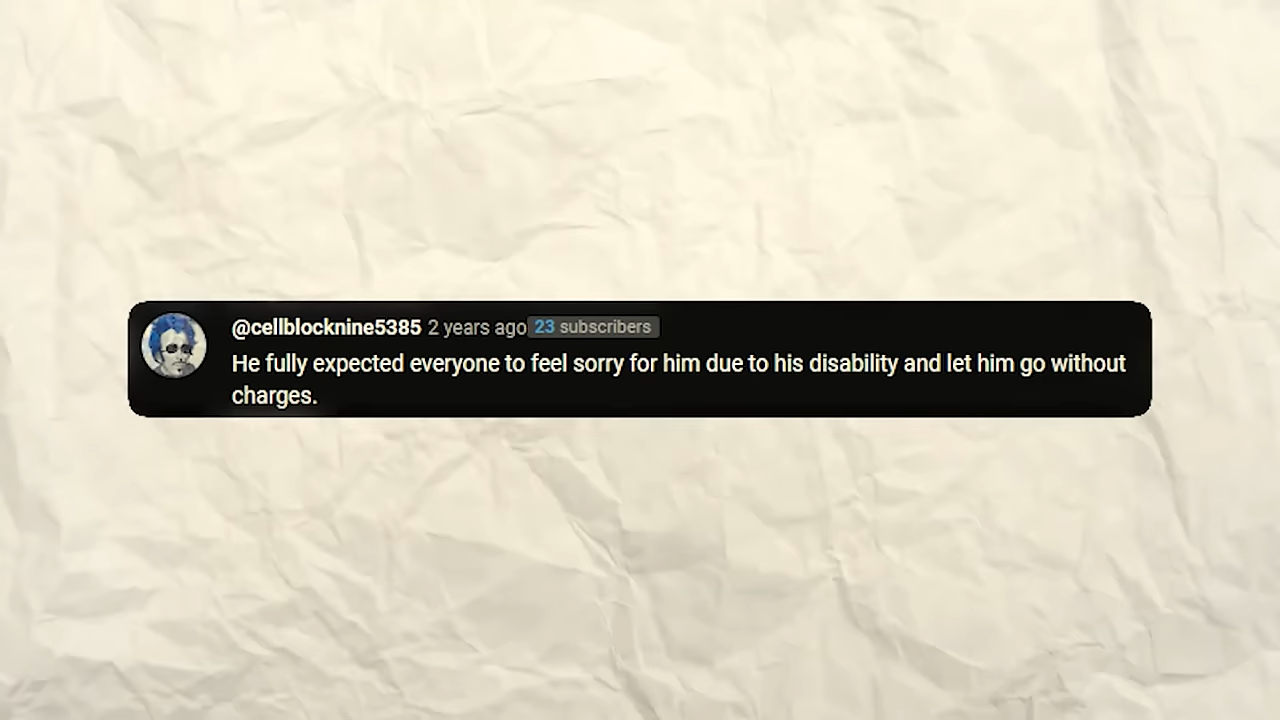 @cellblocknine5385 2 years ago 23 subscribers
He fully expected everyone to feel sorry for him due to his disability and let him go without
charges.